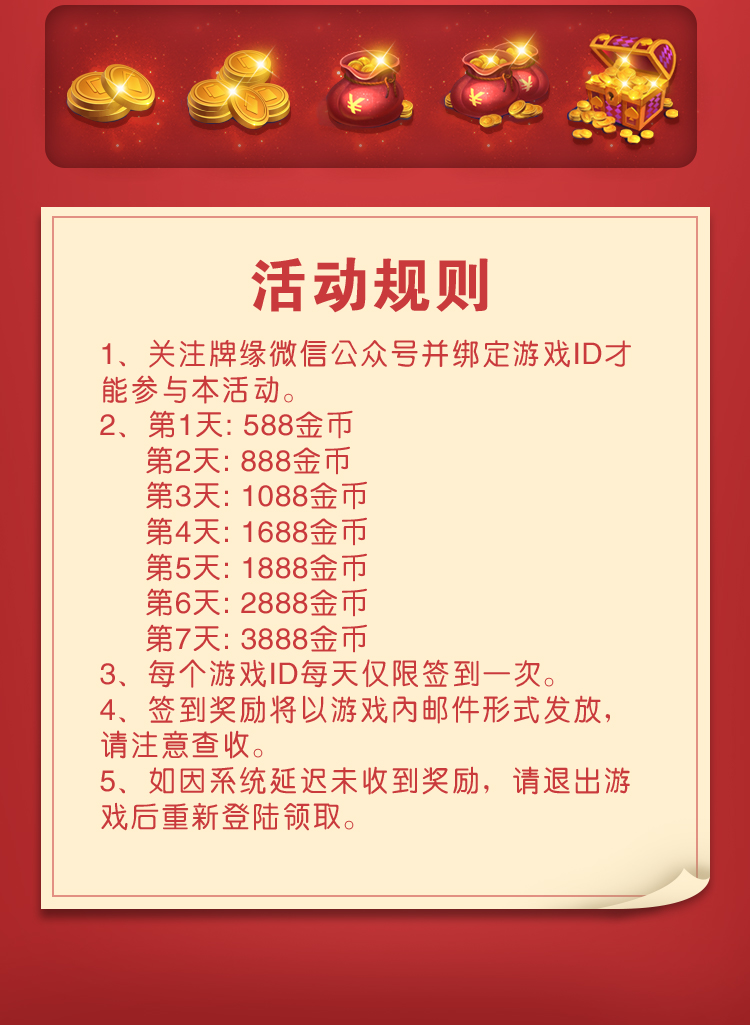 活动规则
1、关注牌缘微信公众号并绑定游戏ID才
能参与本活动。
2、第1天: 588金币
第2天: 888金币
第3天: 1088金币
第4天: 1688金币
第5天: 1888金币
第6天: 2888金币
第7天: 3888金币
3、每个游戏ID每天仅限签到一次。
4、签到奖励将以游戏内邮件形式发放,
请注意查收。
5、如因系统延迟未收到奖励，请退出游
戏后重新登陆领取。